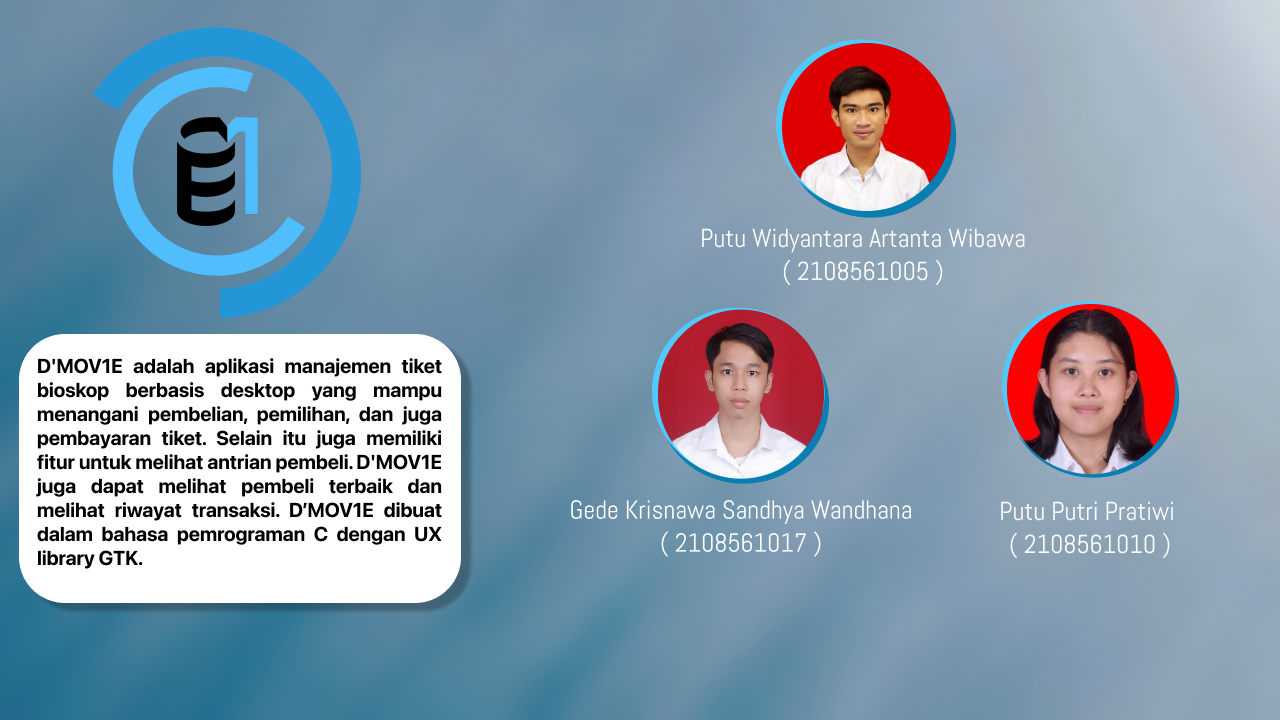 1
D'MOV1E adalah aplikasi manajemen tiket
bioskop berbasis desktop yang mampu
menangani pembelian, pemilihan, dan juga
pembayaran tiket. Selain itu juga memiliki
fitur untuk melihat antrian pembeli. D'MOV1E
juga dapat melihat pembeli terbaik dan
melihat riwayat transaksi. D’MOV1E dibuat
dalam bahasa pemrograman C dengan UX
library GTK.
Putu Widyantara Artanta Wibawa
( 2108561005 )
Gede Krisnawa Sandhya Wandhana
( 2108561017 )
Putu Putri Pratiwi
( 2108561010 )